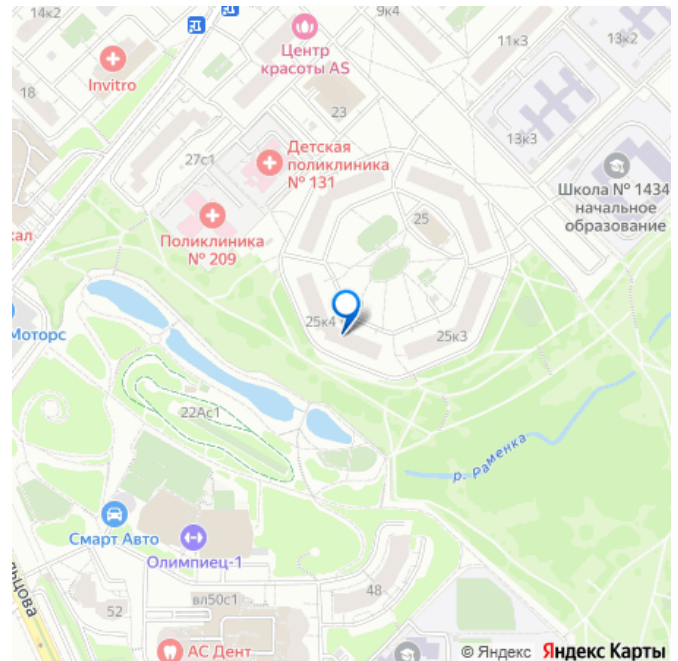 14к2
9к4
11к3
13к2
Центр
красоты AS
Invitro
18
23
13к3
27с1
Детская
поликлиника
№ 131
Школа № 1434
начальное
образование
25
Поликлиника
№ 209
кал
25к4
25к3
Моторс
22Ас1
р. Раменка
Смарт Авто
Олимпиец-1
льцова
48
52
вл50с1
АС Дент
© Яндекс Яндекс Карты